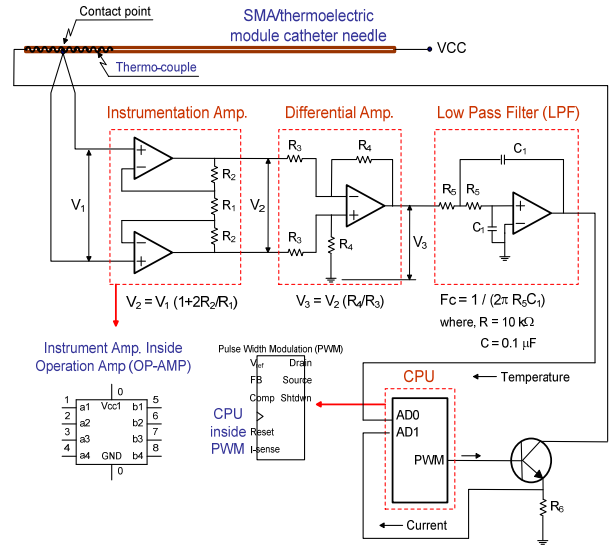 Contact point
SMA/thermoelectric
module catheter needle
VCC
Thermo-couple
Instrumentation Amp.
Differential Amp.
Low Pass Filter (LPF)
V1
R2
R1
R2
V2
R3
R4
R3
R4
V3
C1
R5
R5
C1
V2 = V1 (1+2R2/R1)
V3 = V2 (R4/R3)
Fc = 1 / (2π R5C1)
where, R = 10 kΩ
C = 0.1 μF
Instrument Amp. Inside
Operation Amp (OP-AMP)
0
1 a1 Vcc1 b1 5
2 a2 b2 6
3 a3 b3 7
4 a4 GND b4 8
0
Pulse Width Modulation (PWM)
Vref Drain
FB Source
Comp Shtdwn
Reset
I-sense
CPU
inside
PWM
CPU
AD0
AD1
PWM
Temperature
Current
R6